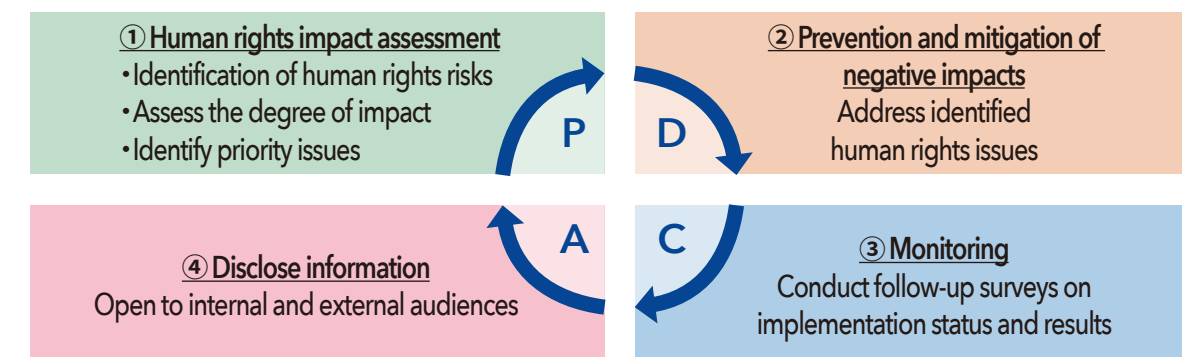 ① Human rights impact assessment
・Identification of human rights risks
・Assess the degree of impact
・Identify priority issues
P
② Prevention and mitigation of
negative impacts
Address identified
human rights issues
D
③ Monitoring
Conduct follow-up surveys on
implementation status and results
C
④ Disclose information
Open to internal and external audiences
A